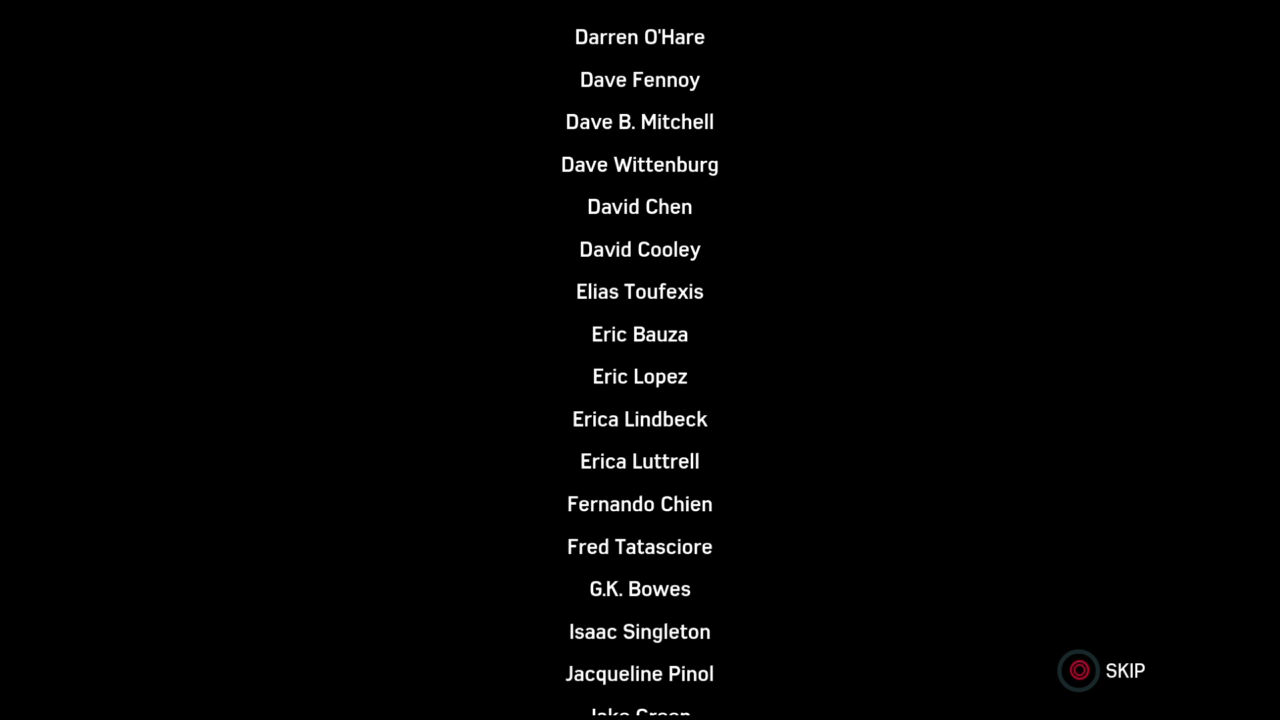 Darren O'Hare
Dave Fennoy
Dave B. Mitchell
Dave Wittenburg
David Chen
David Cooley
Elias Toufexis
Eric Bauza
Eric Lopez
Erica Lindbeck
Erica Luttrell
Fernando Chien
Fred Tatasciore
G.K. Bowes
Isaac Singleton
Jacqueline Pinol
SKIP